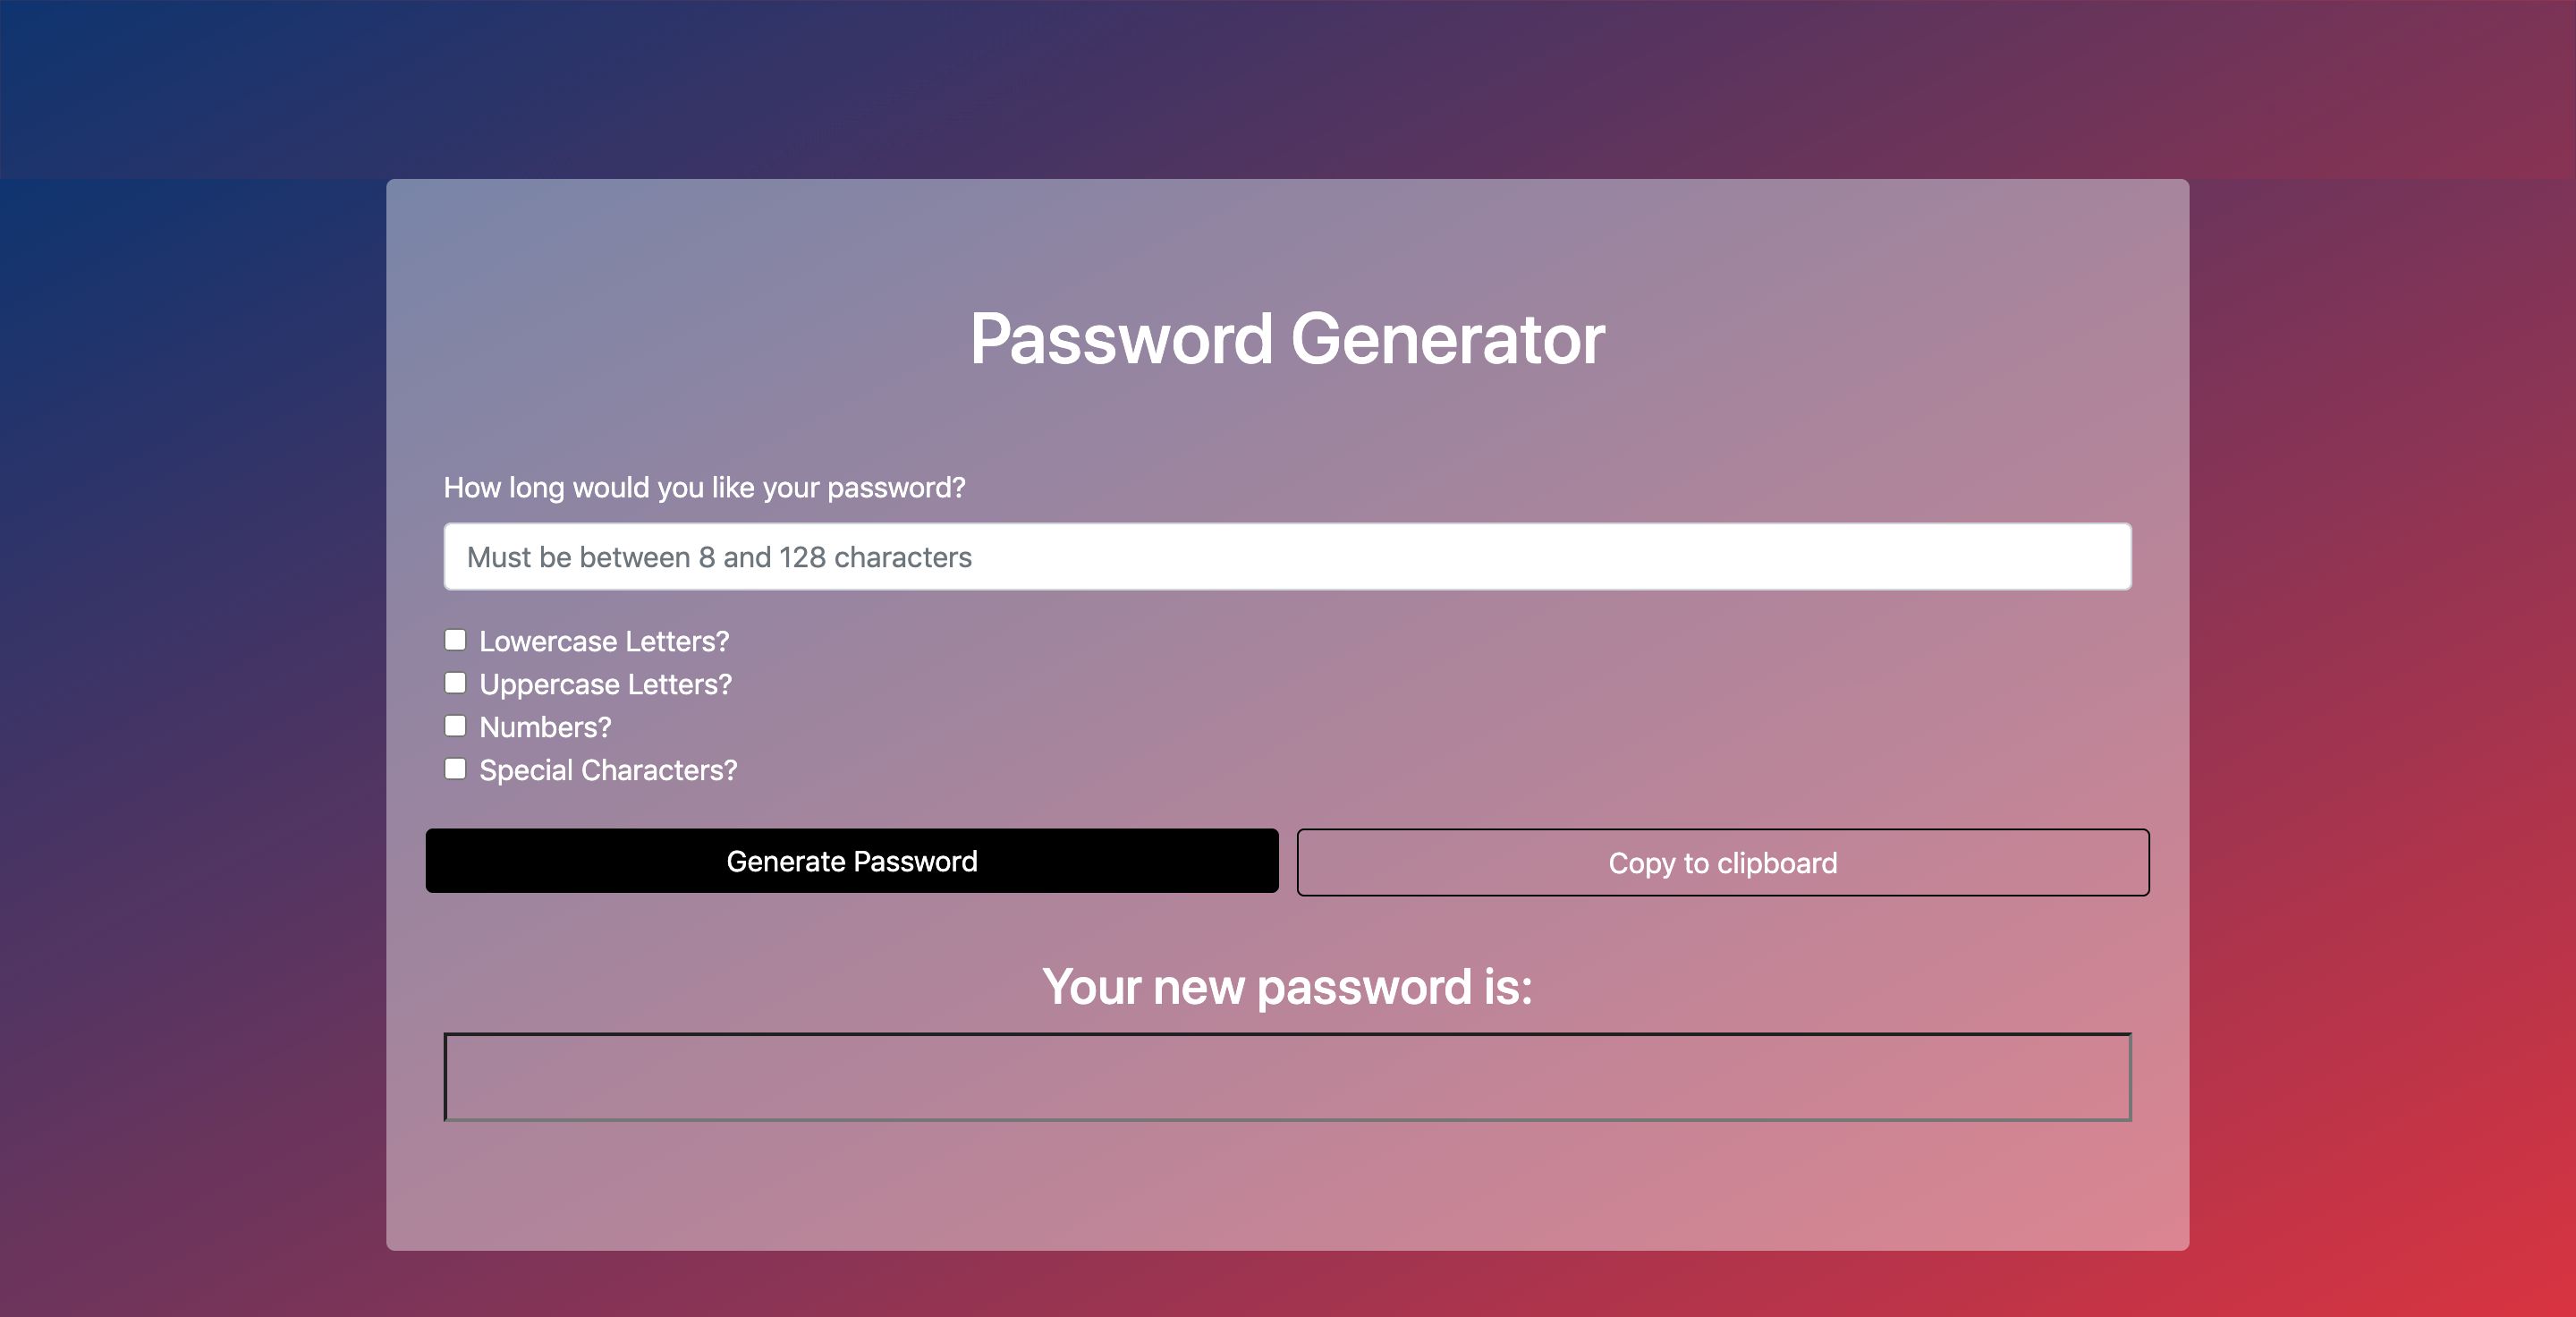 Password Generator
How long would you like your password?
Must be between 8 and 128 characters
Lowercase Letters?
Uppercase Letters?
Numbers?
Special Characters?
Generate Password
Copy to clipboard
Your new password is: